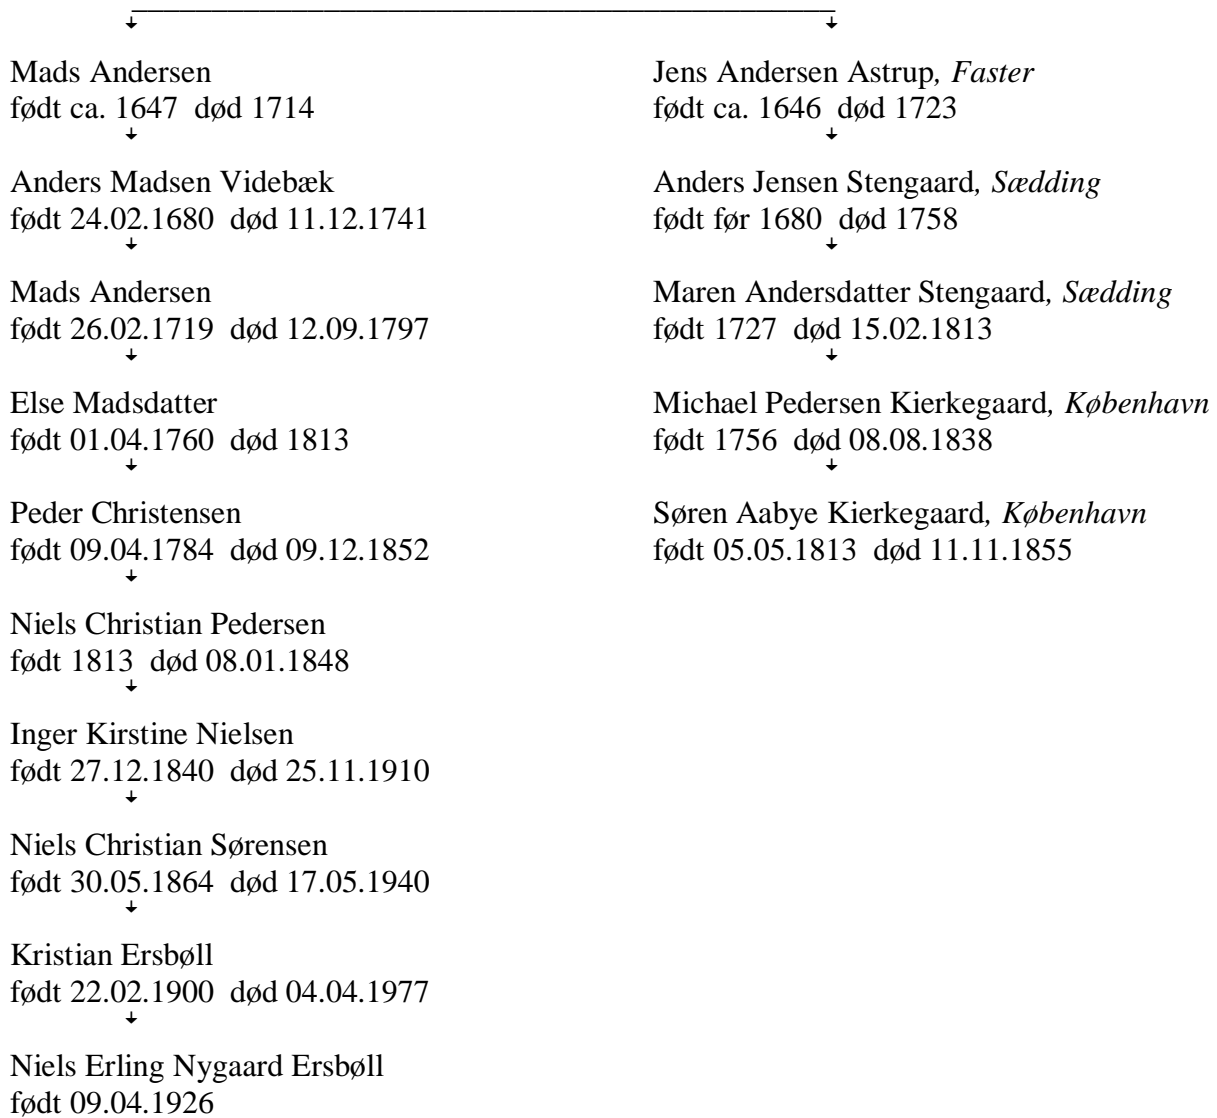 Mads Andersen
født ca. 1647 død 1714
Jens Andersen Astrup, Faster
født ca. 1646 død 1723
Anders Madsen Videbæk
født 24.02.1680 død 11.12.1741
Anders Jensen Stengaard, Sædding
født før 1680 død 1758
Mads Andersen
født 26.02.1719 død 12.09.1797
Maren Andersdatter Stengaard, Sædding
født 1727 død 15.02.1813
Else Madsdatter
født 01.04.1760 død 1813
Michael Pedersen Kierkegaard, København
født 1756 død 08.08.1838
Peder Christensen
født 09.04.1784 død 09.12.1852
Søren Aabye Kierkegaard, København
født 05.05.1813 død 11.11.1855
Niels Christian Pedersen
født 1813 død 08.01.1848
Inger Kirstine Nielsen
født 27.12.1840 død 25.11.1910
Niels Christian Sørensen
født 30.05.1864 død 17.05.1940
Kristian Ersbøll
født 22.02.1900 død 04.04.1977
Niels Erling Nygaard Ersbøll
født 09.04.1926